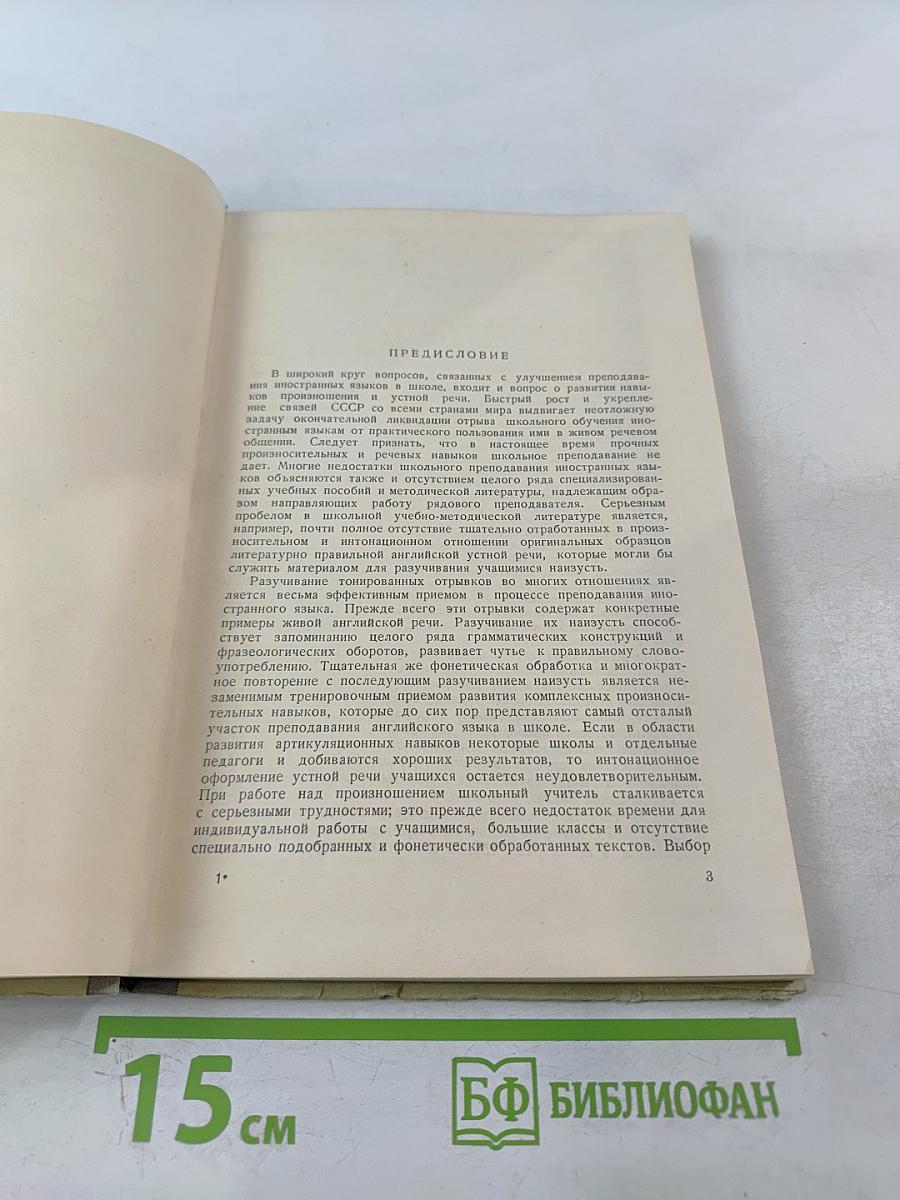 ПРЕДИСЛОВИЕ
В широкий круг вопросов, связанных с улучшением преподава-
ния иностранных языков в школе, входит и вопрос о развитии навы-
ков произношения и устной речи. Быстрый рост и укрепле-
ние связей СССР со всеми странами мира выдвигает неотложную
задачу окончательной ликвидации отрыва школьного обучения ино-
странным языкам от практического пользования ими в живом речевом
общении. Следует признать, что в настоящее время прочных
произносительных и речевых навыков школьное преподавание не
дает. Многие недостатки школьного преподавания иностранных язы-
ков объясняются также и отсутствием целого ряда специализирован-
ных учебных пособий и методической литературы, надлежащим обра-
зом направляющих работу рядового преподавателя. Серьезным
пробелом в школьной учебно-методической литературе является,
например, почти полное отсутствие тщательно отработанных в произ-
носительном и интонационном отношении оригинальных образцов
литературно правильной английской устной речи, которые могли бы
служить материалом для разучивания учащимися наизусть.
Разучивание тонированных отрывков во многих отношениях яв-
ляется весьма эффективным приемом в процессе преподавания ино-
странного языка. Прежде всего эти отрывки содержат конкретные
примеры живой английской речи. Разучивание их наизусть способ-
ствует запоминанию целого ряда грамматических конструкций и
фразеологических оборотов, развивает чутье к правильному слово-
употреблению. Тщательная же фонетическая обработка и многократ-
ное повторение с последующим разучиванием наизусть является не-
заменимым тренировочным приемом развития комплексных произноси-
тельных навыков, которые до сих пор представляют самый отсталый
участок преподавания английского языка в школе. Если в области
развития артикуляционных навыков некоторые школы и отдельные
педагоги и добиваются хороших результатов, то интонационное
оформление устной речи учащихся остается неудовлетворительным.
При работе над произношением школьный учитель сталкивается
с серьезными трудностями; это прежде всего недостаток времени для
индивидуальной работы с учащимися, большие классы и отсутствие
специально подобранных и фонетически обработанных текстов. Выбор
1* 3
15 см БФ БИБЛИОФАН